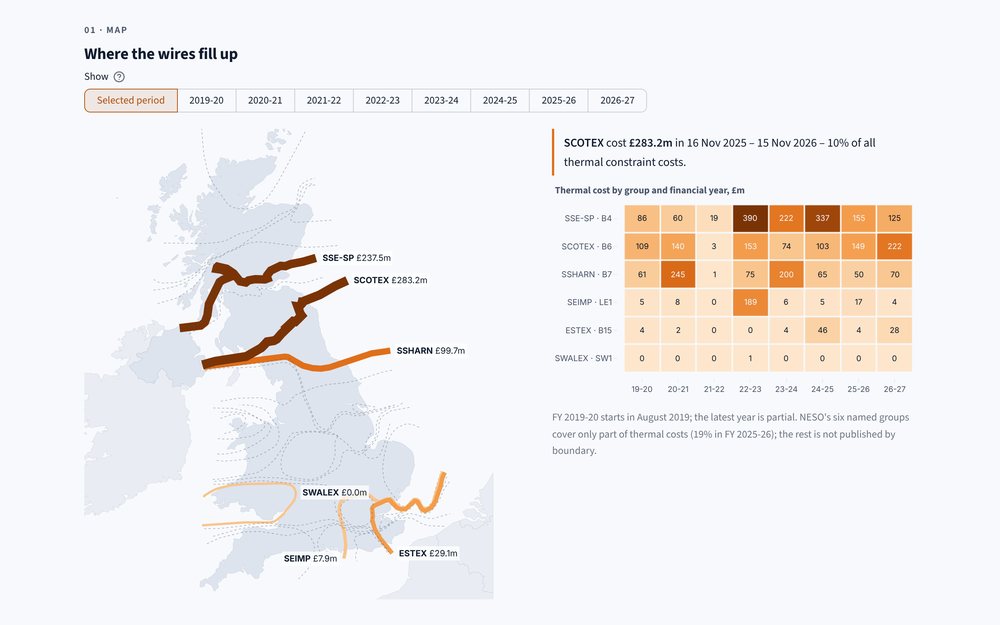 01 · MAP
Where the wires fill up
Show ?
Selected period 2019-20 2020-21 2021-22 2022-23 2023-24 2024-25 2025-26 2026-27
SSE-SP £237.5m
SCOTEX £283.2m
SSHARN £99.7m
SWALEX £0.0m
SEIMP £7.9m
ESTEX £29.1m
SCOTEX cost £283.2m in 16 Nov 2025 – 15 Nov 2026 – 10% of all
thermal constraint costs.
Thermal cost by group and financial year, £m
SSE-SP · B4 86 60 19 390 222 337 155 125
SCOTEX · B6 109 140 3 153 74 103 149 222
SSHARN · B7 61 245 1 75 200 65 50 70
SEIMP · LE1 5 8 0 189 6 5 17 4
ESTEX · B15 4 2 0 0 4 46 4 28
SWALEX · SW1 0 0 0 1 0 0 0 0
19-20 20-21 21-22 22-23 23-24 24-25 25-26 26-27
FY 2019-20 starts in August 2019; the latest year is partial. NESO's six named groups
cover only part of thermal costs (19% in FY 2025-26); the rest is not published by
boundary.